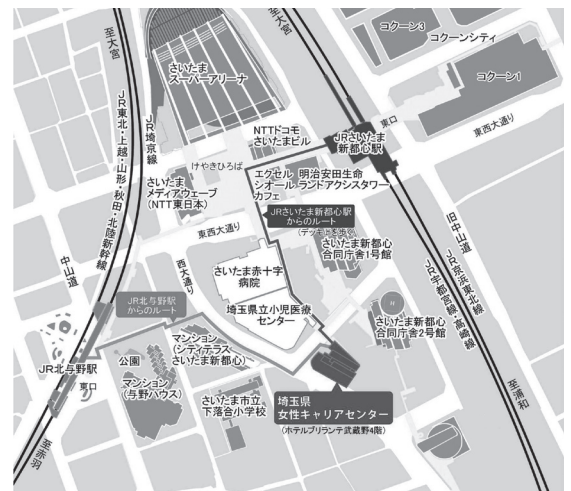 至大宮
至大宮
コクーン3
コクーンシティ
コクーン1
さいたま
スーパーアリーナ
JR東北・上越・山形・秋田・北陸新幹線
JR埼京線
NTTドコモ
さいたまビル
JRさいたま
新都心駅
東口
東西大通り
けやきひろば
さいたま
メディアウェーブ
(NTT東日本)
エクセル
シオール
カフェ
明治安田生命
ランドアクシスタワー
JRさいたま新都心駅
からのルート
(デッキ上を歩く)
東西大通り
中山道
西大通り
さいたま新都心
合同庁舎1号館
旧中山道
JR京浜東北線
JR宇都宮線・高崎線
さいたま赤十字
病院
埼玉県立小児医療
センター
JR北与野駅
からのルート
H
さいたま新都心
合同庁舎2号館
マンション
(シティテラス
さいたま新都心)
公園
JR北与野駅
東口
マンション
(与野ハウス)
さいたま市立
下落合小学校
埼玉県
女性キャリアセンター
(ホテルブリランテ武蔵野4階)
至浦和
至赤羽